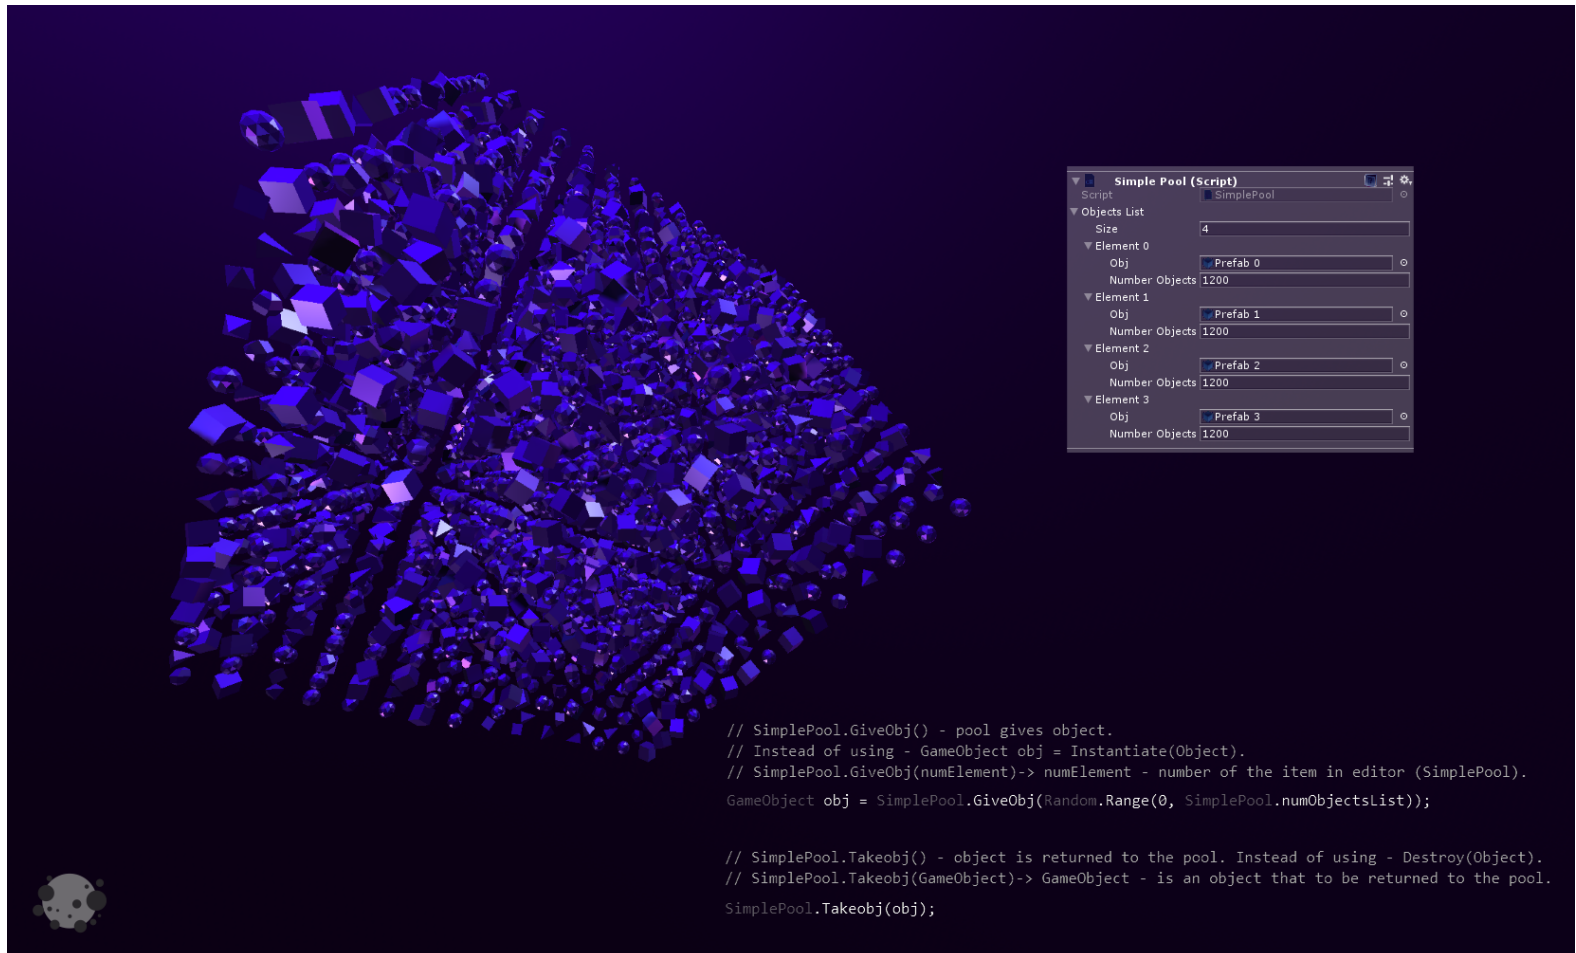 Simple Pool (Script)
Script SimplePool
Objects List
Size 4
Element 0
Obj Prefab 0
Number Objects 1200
Element 1
Obj Prefab 1
Number Objects 1200
Element 2
Obj Prefab 2
Number Objects 1200
Element 3
Obj Prefab 3
Number Objects 1200
// SimplePool.GiveObj() - pool gives object.
// Instead of using - GameObject obj = Instantiate(Object).
// SimplePool.GiveObj(numElement)-> numElement - number of the item in editor (SimplePool).
GameObject obj = SimplePool.GiveObj(Random.Range(0, SimplePool.numObjectsList));
// SimplePool.Takeobj() - object is returned to the pool. Instead of using - Destroy(Object).
// SimplePool.Takeobj(GameObject)-> GameObject - is an object that to be returned to the pool.
SimplePool.Takeobj(obj);